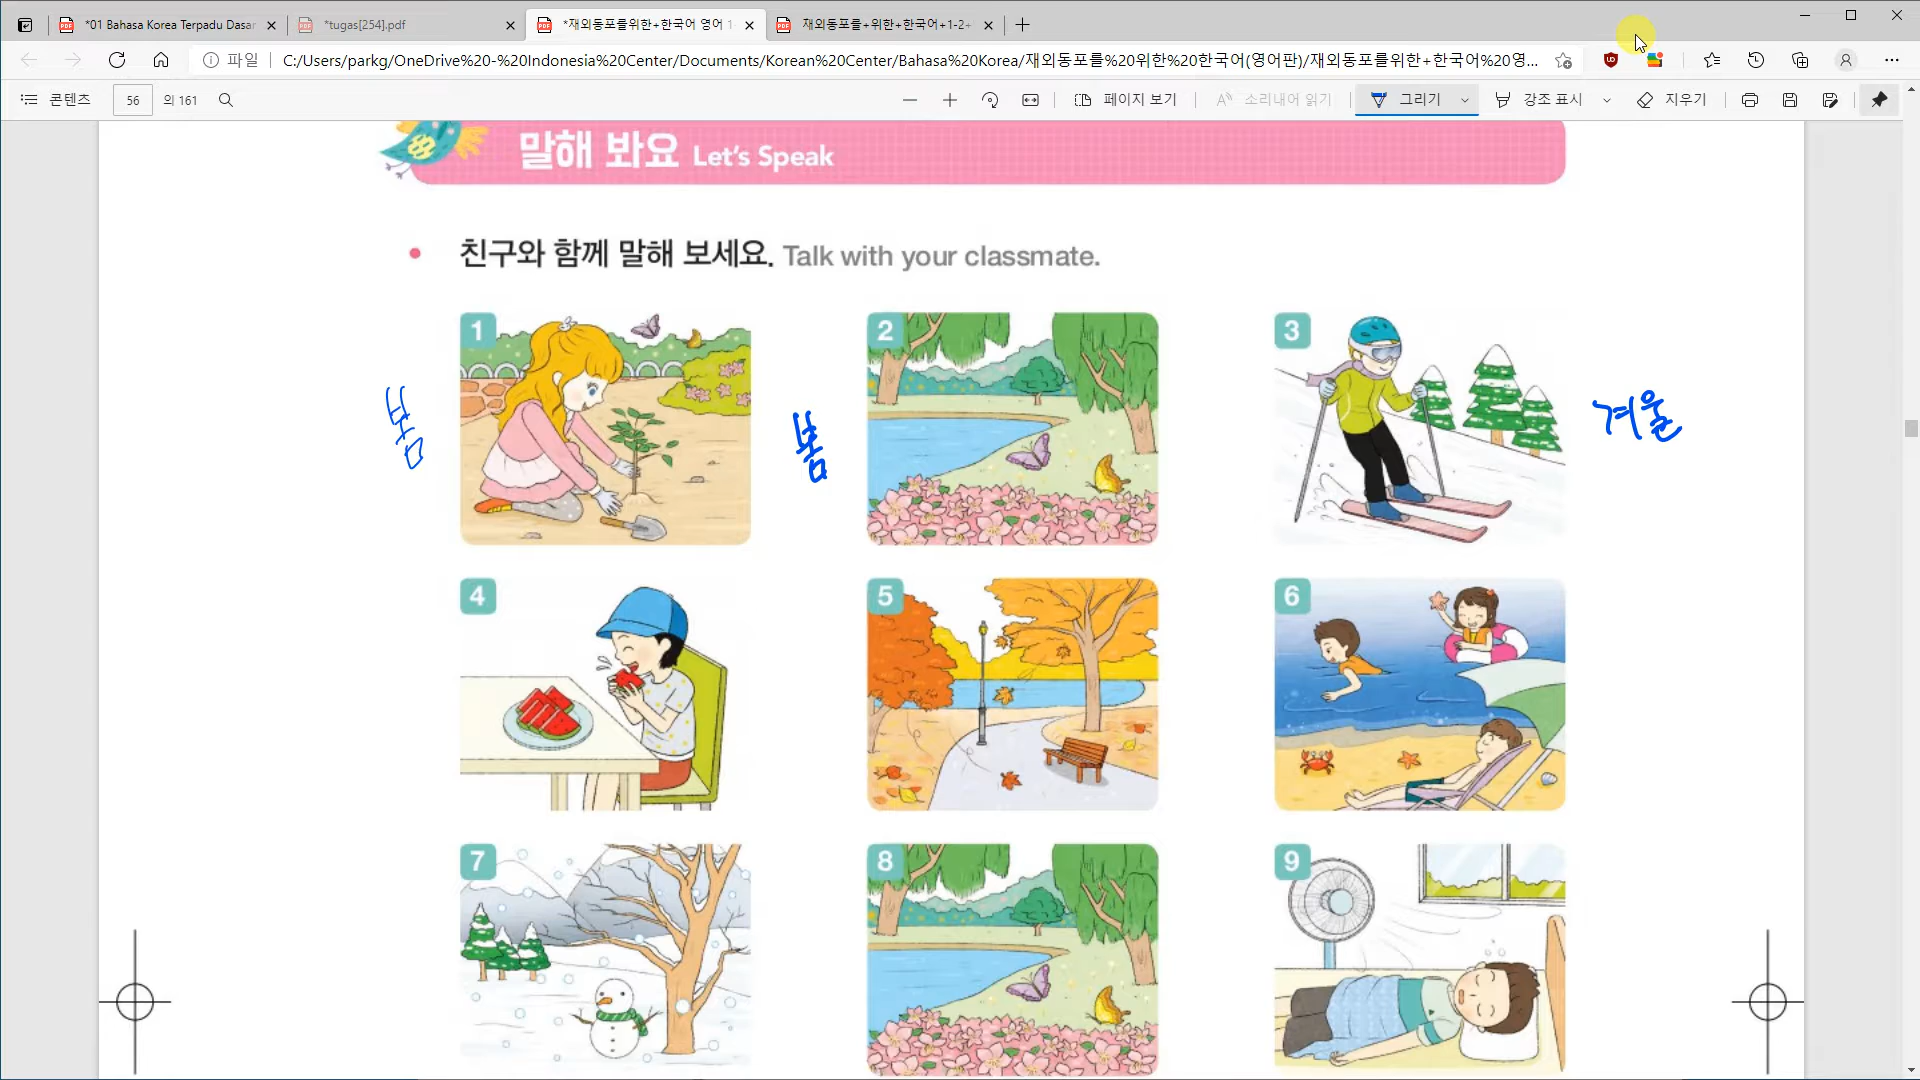 *01 Bahasa Korea Terpadu Dasar
*tugas[254].pdf
*재외동포를위한+한국어 영어 1
재외동포를+위한+한국어+1-2+
파일
C:/Users/parkg/OneDrive%20-%20Indonesia%20Center/Documents/Korean%20Center/Bahasa%20Korea/재외동포를%20위한%20한국어(영어판)/재외동포를위한+한국어%20영...
콘텐츠
56
의 161
페이지 보기
소리내어 읽기
그리기
강조 표시
지우기
말해 봐요 Let's Speak
친구와 함께 말해 보세요. Talk with your classmate.
1
2
3
봄
봄
겨울
4
5
6
7
8
9